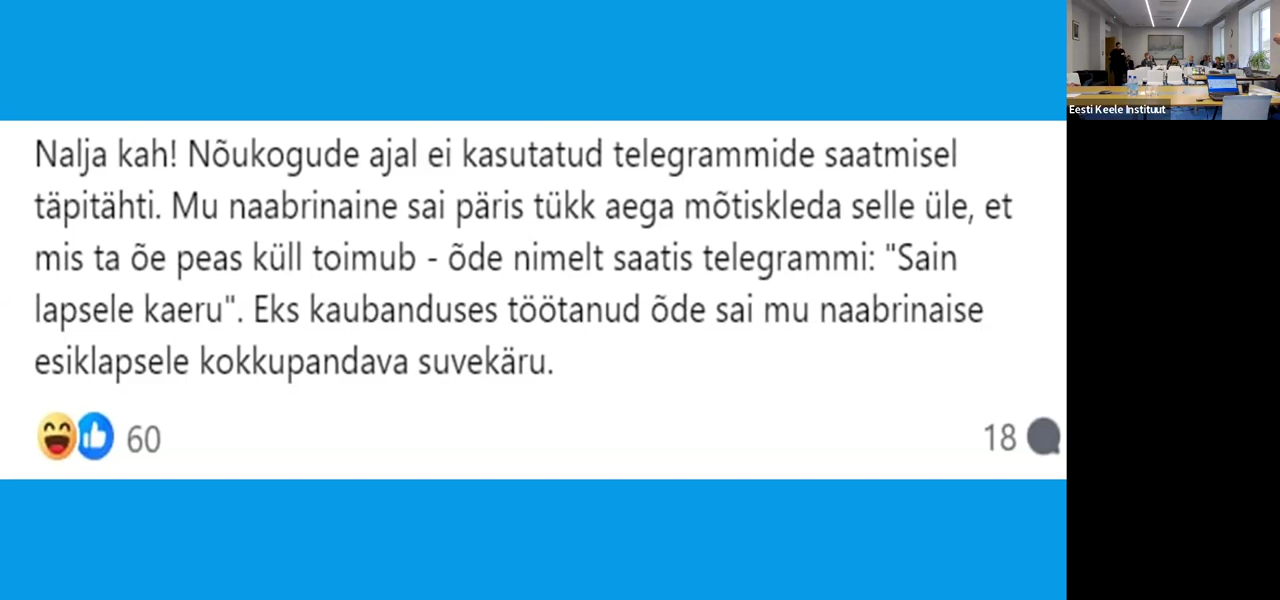 Nalja kah! Nõukogude ajal ei kasutatud telegrammide saatmisel
täpitähti. Mu naabrinaine sai päris tükk aega mõtiskleda selle üle, et
mis ta õe peas küll toimub - õde nimelt saatis telegrammi: "Sain
lapsele kaeru". Eks kaubanduses töötanud õde sai mu naabrinaise
esiklapsele kokkupandava suvekäru.
60
18
Eesti Keele Instituut